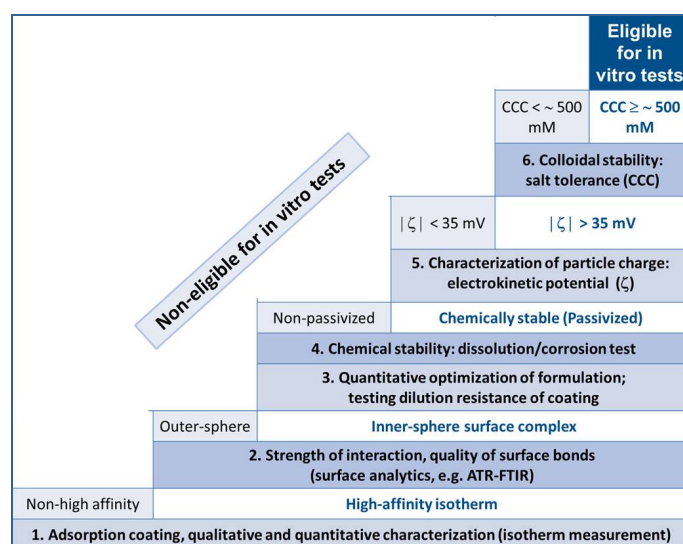 Eligible
for in
vitro tests
CCC < ~ 500
mM
CCC ≥ ~ 500
mM
6. Colloidal stability:
salt tolerance (CCC)
Non-eligible for in vitro tests
|ζ| < 35 mV
|ζ| > 35 mV
5. Characterization of particle charge:
electrokinetic potential (ζ)
Non-passivized
Chemically stable (Passivized)
4. Chemical stability: dissolution/corrosion test
3. Quantitative optimization of formulation;
testing dilution resistance of coating
Outer-sphere
Inner-sphere surface complex
2. Strength of interaction, quality of surface bonds
(surface analytics, e.g. ATR-FTIR)
Non-high affinity
High-affinity isotherm
1. Adsorption coating, qualitative and quantitative characterization (isotherm measurement)